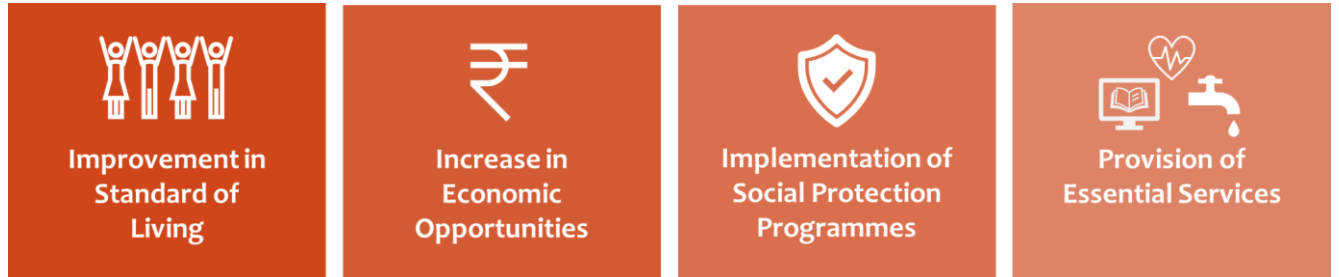 Improvement in
Standard of
Living
₹
Increase in
Economic
Opportunities
Implementation of
Social Protection
Programmes
Provision of
Essential Services